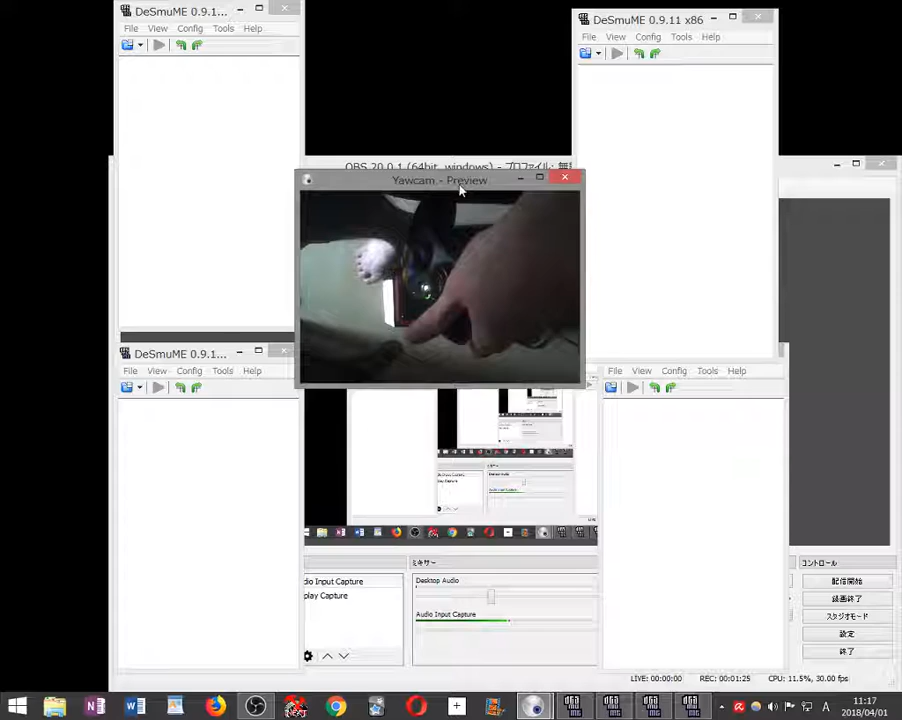 DeSmuME 0.9.1...
File View Config Tools Help
DeSmuME 0.9.11 x86
File View Config Tools Help
OBS 20.0.1 (64bit, windows) - プロファイル: 無
Yawcam - Preview
DeSmuME 0.9.1...
File View Config Tools Help
File View Config Tools Help
ミキサー
コントロール
dio Input Capture
play Capture
Desktop Audio
Audio Input Capture
配信開始
録画終了
スタジオモード
設定
終了
LIVE: 00:00:00
REC: 00:01:25
CPU: 11.5%, 30.00 fps
A
11:17
2018/04/01